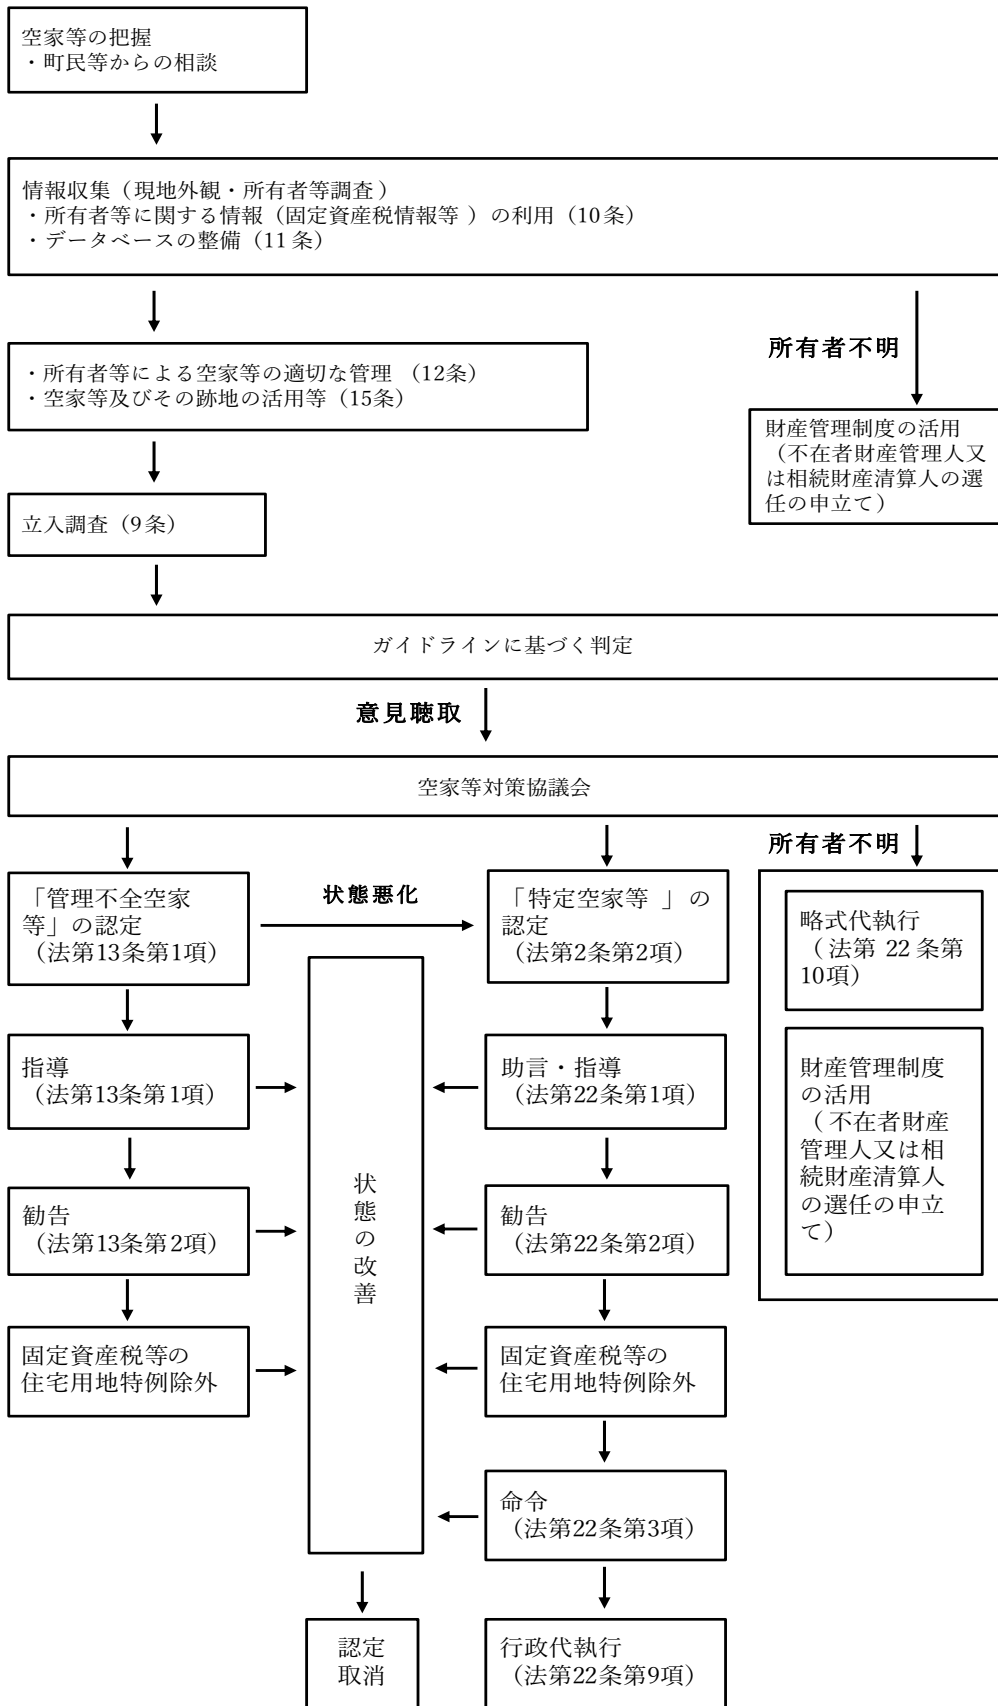 空家等の把握
・町民等からの相談
情報収集（現地外観・所有者等調査）
・所有者等に関する情報（固定資産税情報等 ）の利用（10条）
・データベースの整備（11条）
所有者不明
・所有者等による空家等の適切な管理 （12条）
・空家等及びその跡地の活用等（15条）
財産管理制度の活用
（不在者財産管理人又
は相続財産清算人の選
任の申立て）
立入調査（9条）
ガイドラインに基づく判定
意見聴取
空家等対策協議会
所有者不明
「管理不全空家
等」の認定
（法第13条第1項）
状態悪化
「特定空家等 」の
認定
（法第2条第2項）
略式代執行
（法第 22条第
10項）
指導
（法第13条第1項）
助言・指導
（法第22条第1項）
財産管理制度
の活用
（不在者財産
管理人又は相
続財産清算人
の選任の申立
て）
状態の改善
勧告
（法第13条第2項）
勧告
（法第22条第2項）
固定資産税等の
住宅用地特例除外
固定資産税等の
住宅用地特例除外
命令
（法第22条第3項）
認定
取消
行政代執行
（法第22条第9項）